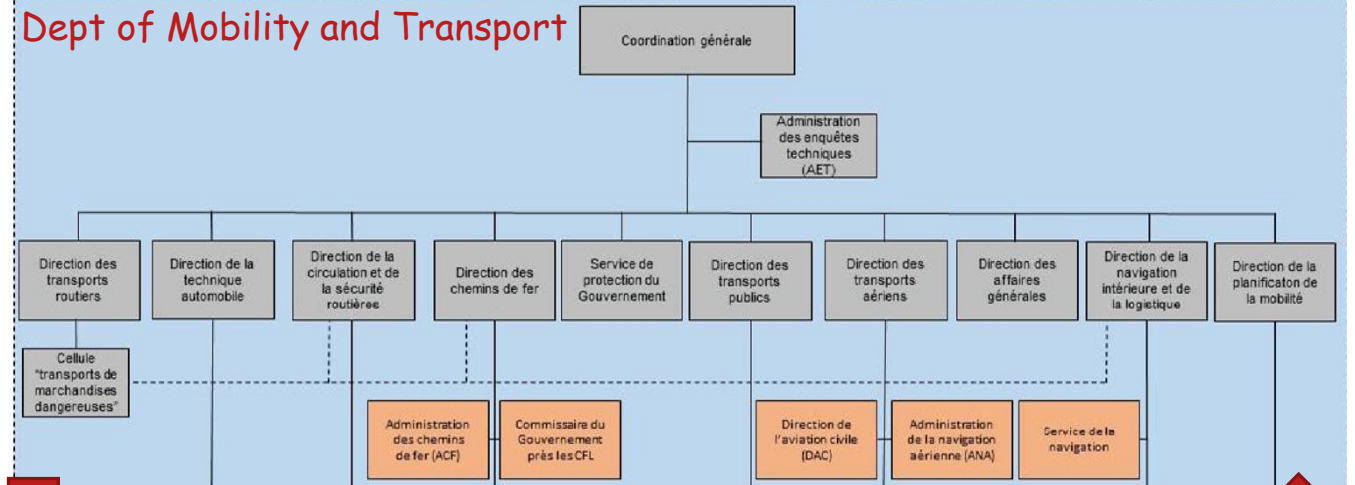 Dept of Mobility and Transport
Coordination générale
Administration
des enquêtes
techniques
(AET)
Direction des
transports
routiers
Direction de la
technique
automobile
Direction de la
circulation et de
la sécurité
routières
Direction des
chemins de fer
Service de
protection du
Gouvernement
Direction des
transports
publics
Direction des
transports
aériens
Direction des
affaires
générales
Direction de la
navigation
intérieure et de
la logistique
Direction de la
planificaton de
la mobilité
Cellule
"transports de
marchandises
dangereuses"
Administration
des chemins
de fer (ACF)
Commissaire du
Gouvernement
près les CFL
Direction de
l'aviation civile
(DAC)
Administration
de la navigation
aérienne (ANA)
Service de la
navigation